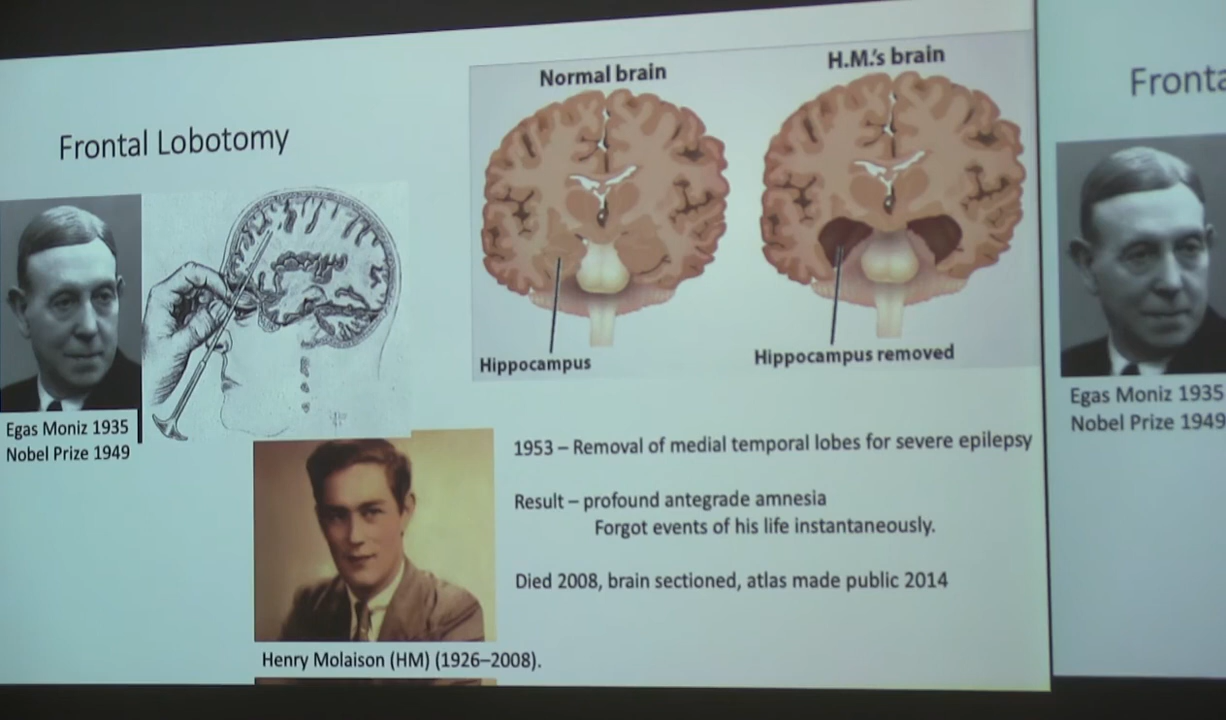 Frontal Lobotomy
Normal brain
H.M.'s brain
Hippocampus
Hippocampus removed
Egas Moniz 1935
Nobel Prize 1949
1953 – Removal of medial temporal lobes for severe epilepsy
Result – profound antegrade amnesia
Forgot events of his life instantaneously.
Died 2008, brain sectioned, atlas made public 2014
Henry Molaison (HM) (1926–2008).
Fronta
Egas Moniz 1935
Nobel Prize 1949